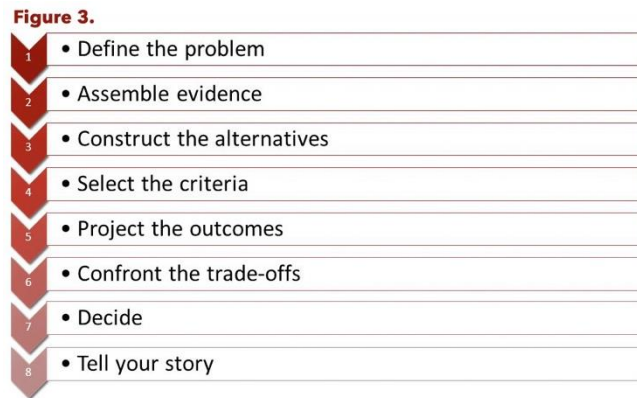 Figure 3.
1 • Define the problem
2 • Assemble evidence
3 • Construct the alternatives
4 • Select the criteria
5 • Project the outcomes
6 • Confront the trade-offs
7 • Decide
8 • Tell your story